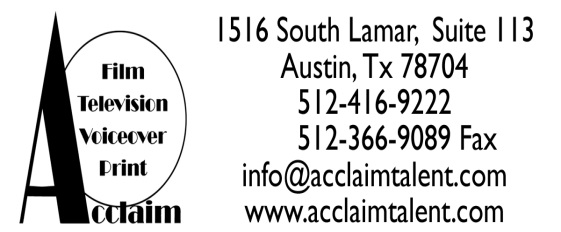 Film
Television
Voiceover
Print
Acclaim
1516 South Lamar, Suite 113
Austin, Tx 78704
512-416-9222
512-366-9089 Fax
info@acclaimtalent.com
www.acclaimtalent.com